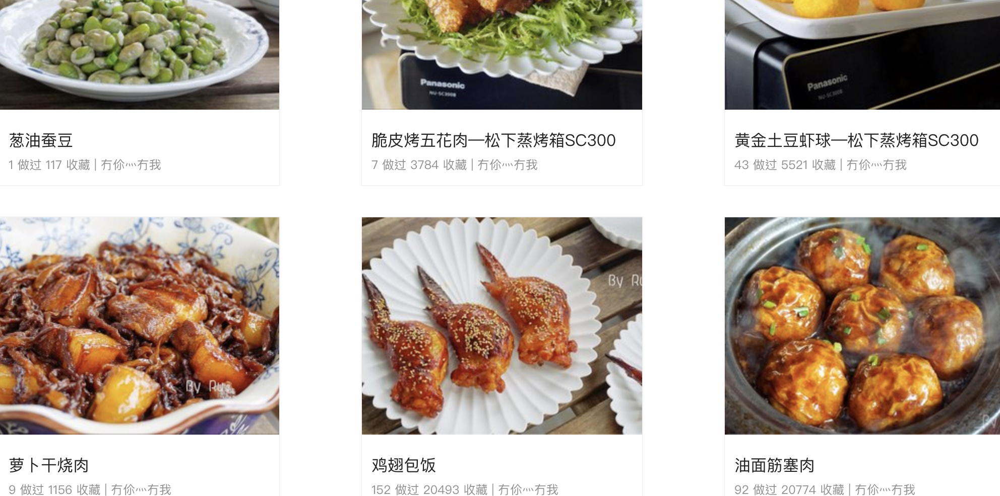 Panasonic
NU-SC300B
Panasonic
NU-SC300B
葱油蚕豆
1 做过 117 收藏 | 冇伱灬冇我
脆皮烤五花肉—松下蒸烤箱SC300
7 做过 3784 收藏 | 冇伱灬冇我
黄金土豆虾球—松下蒸烤箱SC300
43 做过 5521 收藏 | 冇伱灬冇我
By Ru
By Ru
萝卜干烧肉
9 做过 1156 收藏 | 冇伱灬冇我
鸡翅包饭
152 做过 20493 收藏 | 冇伱灬冇我
油面筋塞肉
92 做过 20774 收藏 | 冇伱灬冇我